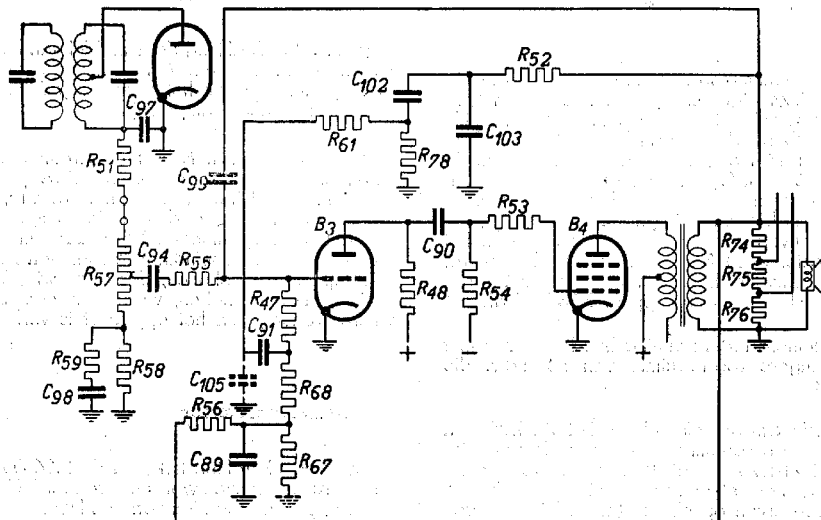 R52
C102
C97
R61
C103
R51
R78
C99
R53
B3
B4
C94
C90
R55
R74
R57
R75
R48
R54
R47
R76
C91
+
−
+
R59
R58
C105
R68
C98
R56
C89
R67